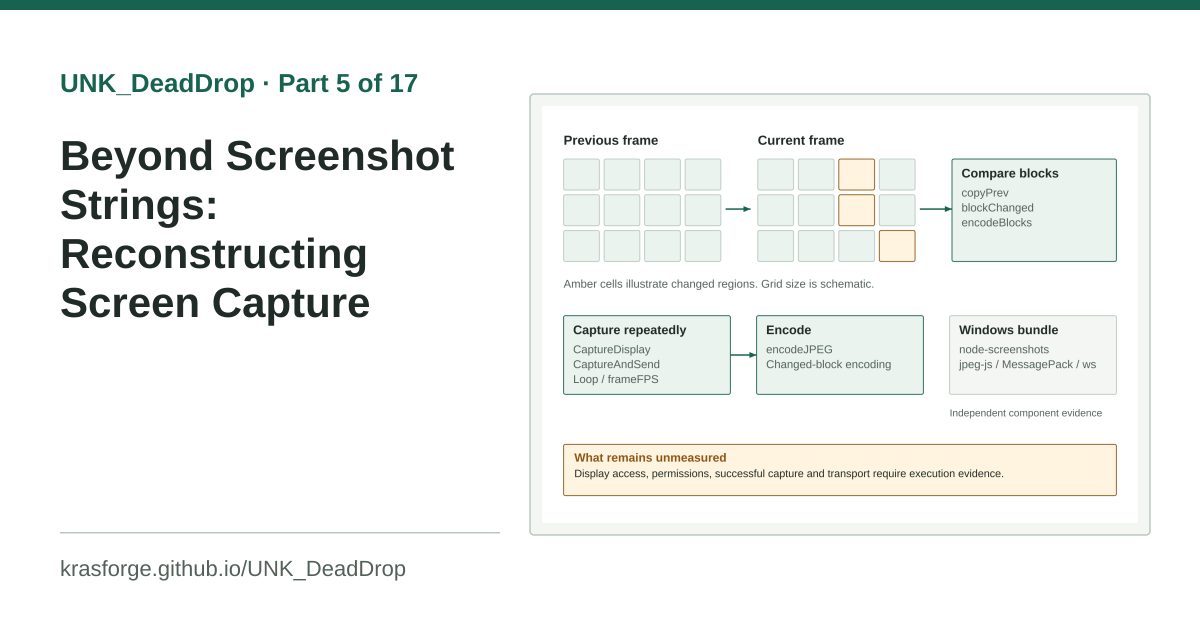 UNK_DeadDrop · Part 5 of 17
Beyond Screenshot
Strings:
Reconstructing
Screen Capture
krasforge.github.io/UNK_DeadDrop
Previous frame
Current frame
Compare blocks
copyPrev
blockChanged
encodeBlocks
Amber cells illustrate changed regions. Grid size is schematic.
Capture repeatedly
CaptureDisplay
CaptureAndSend
Loop / frameFPS
Encode
encodeJPEG
Changed-block encoding
Windows bundle
node-screenshots
jpeg-js / MessagePack / ws
Independent component evidence
What remains unmeasured
Display access, permissions, successful capture and transport require execution evidence.